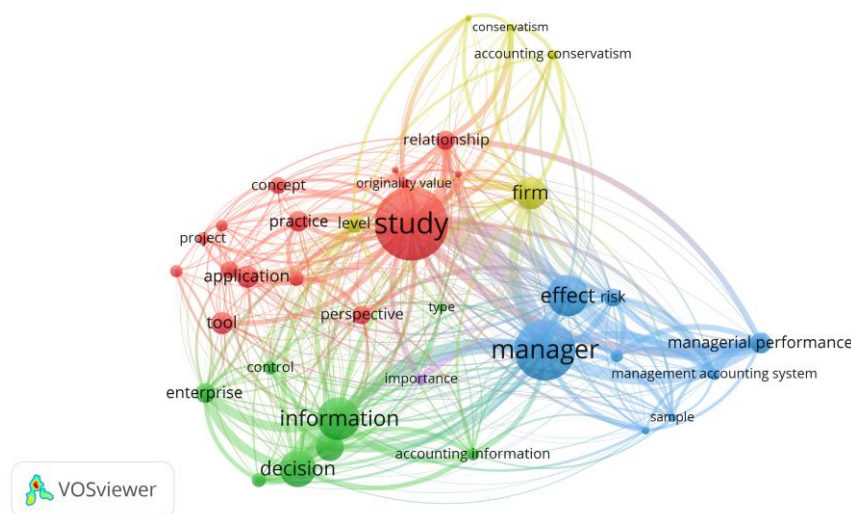 conservatism
accounting conservatism
relationship
originality value
concept
firm
practice
level
study
project
application
effect
risk
tool
perspective
type
manager
managerial performance
control
importance
management accounting system
enterprise
information
sample
accounting information
decision
VOSviewer